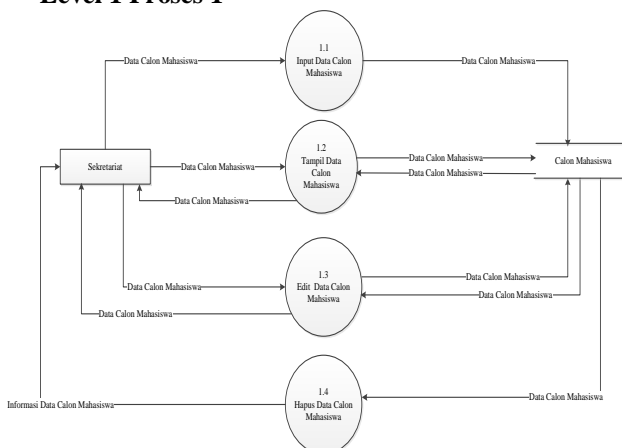 Level 1 Proses 1
1.1
Input Data Calon
Mahasiswa
Data Calon Mahasiswa
Data Calon Mahasiswa
1.2
Tampil Data
Calon
Mahasiswa
Sekretariat
Data Calon Mahasiswa
Data Calon Mahasiswa
Calon Mahasiswa
Data Calon Mahasiswa
Data Calon Mahasiswa
1.3
Edit Data Calon
Mahsiswa
Data Calon Mahasiswa
Data Calon Mahasiswa
Data Calon Mahasiswa
Data Calon Mahasiswa
1.4
Hapus Data Calon
Mahasiswa
Data Calon Mahasiswa
Informasi Data Calon Mahasiswa